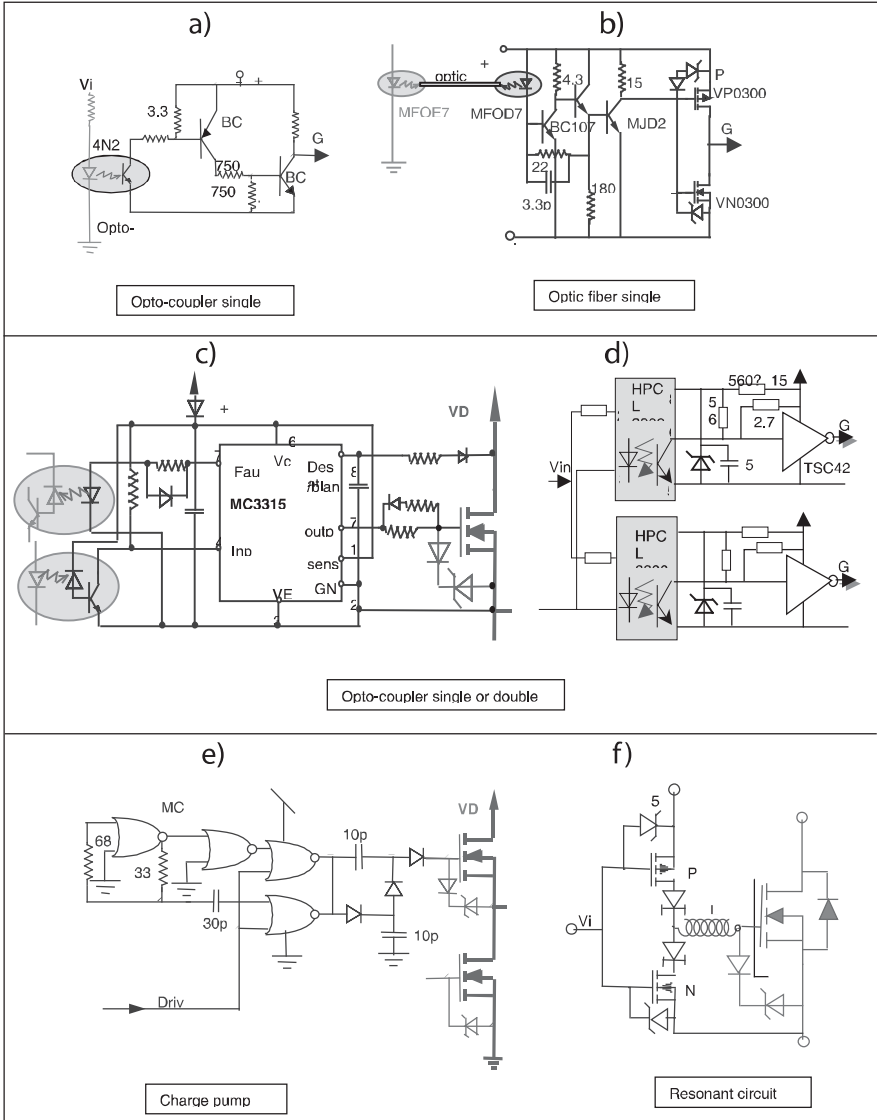 a)
Vi
3.3
BC
4N2
750
750
BC
G
+
Opto-
Opto-coupler single
b)
+
optic
MFOE7
MFOD7
4.3
15
BC107
MJD2
P
VP0300
G
22
3.3p
180
VN0300
Optic fiber single
c)
+
VD
6
Vc
Fau
Des
8
MC3315
outp
7
Inp
sens
1
VE
GN
2
d)
HPC
L
560?
15
5
6
2.7
Vin
5
G
TSC42
HPC
L
G
Opto-coupler single or double
e)
MC
VD
68
33
10p
30p
10p
Driv
Charge pump
f)
5
P
Vi
l
N
Resonant circuit